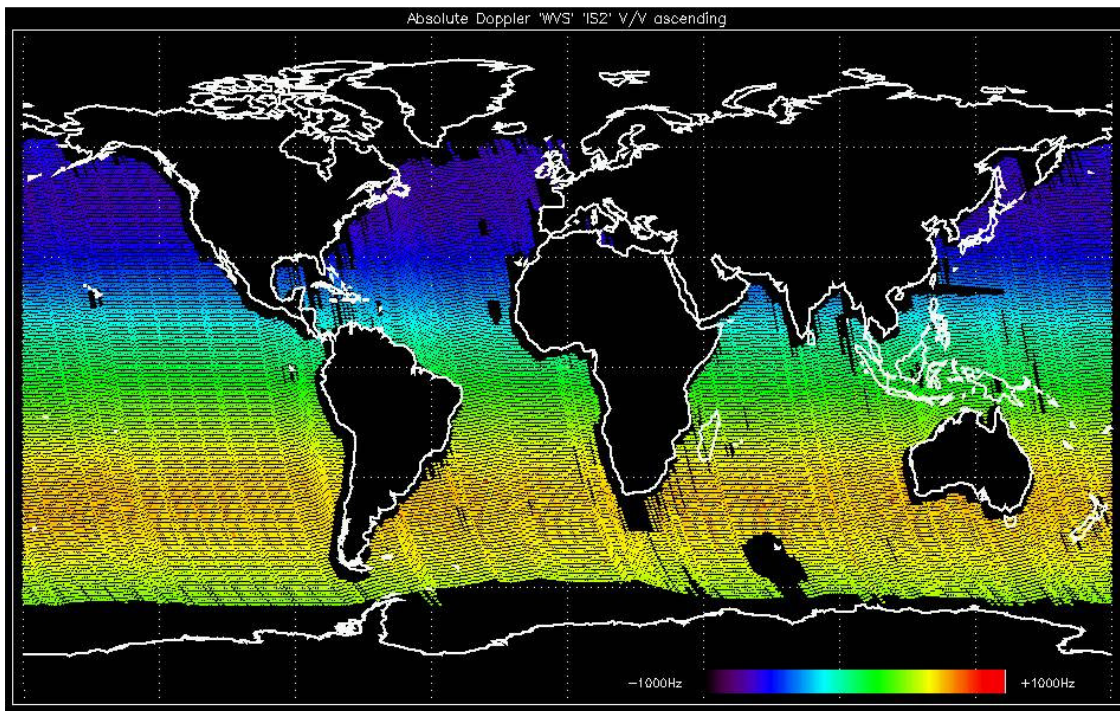 Absolute Doppler 'WVS' 'IS2' V/V ascending
-1000Hz
+1000Hz